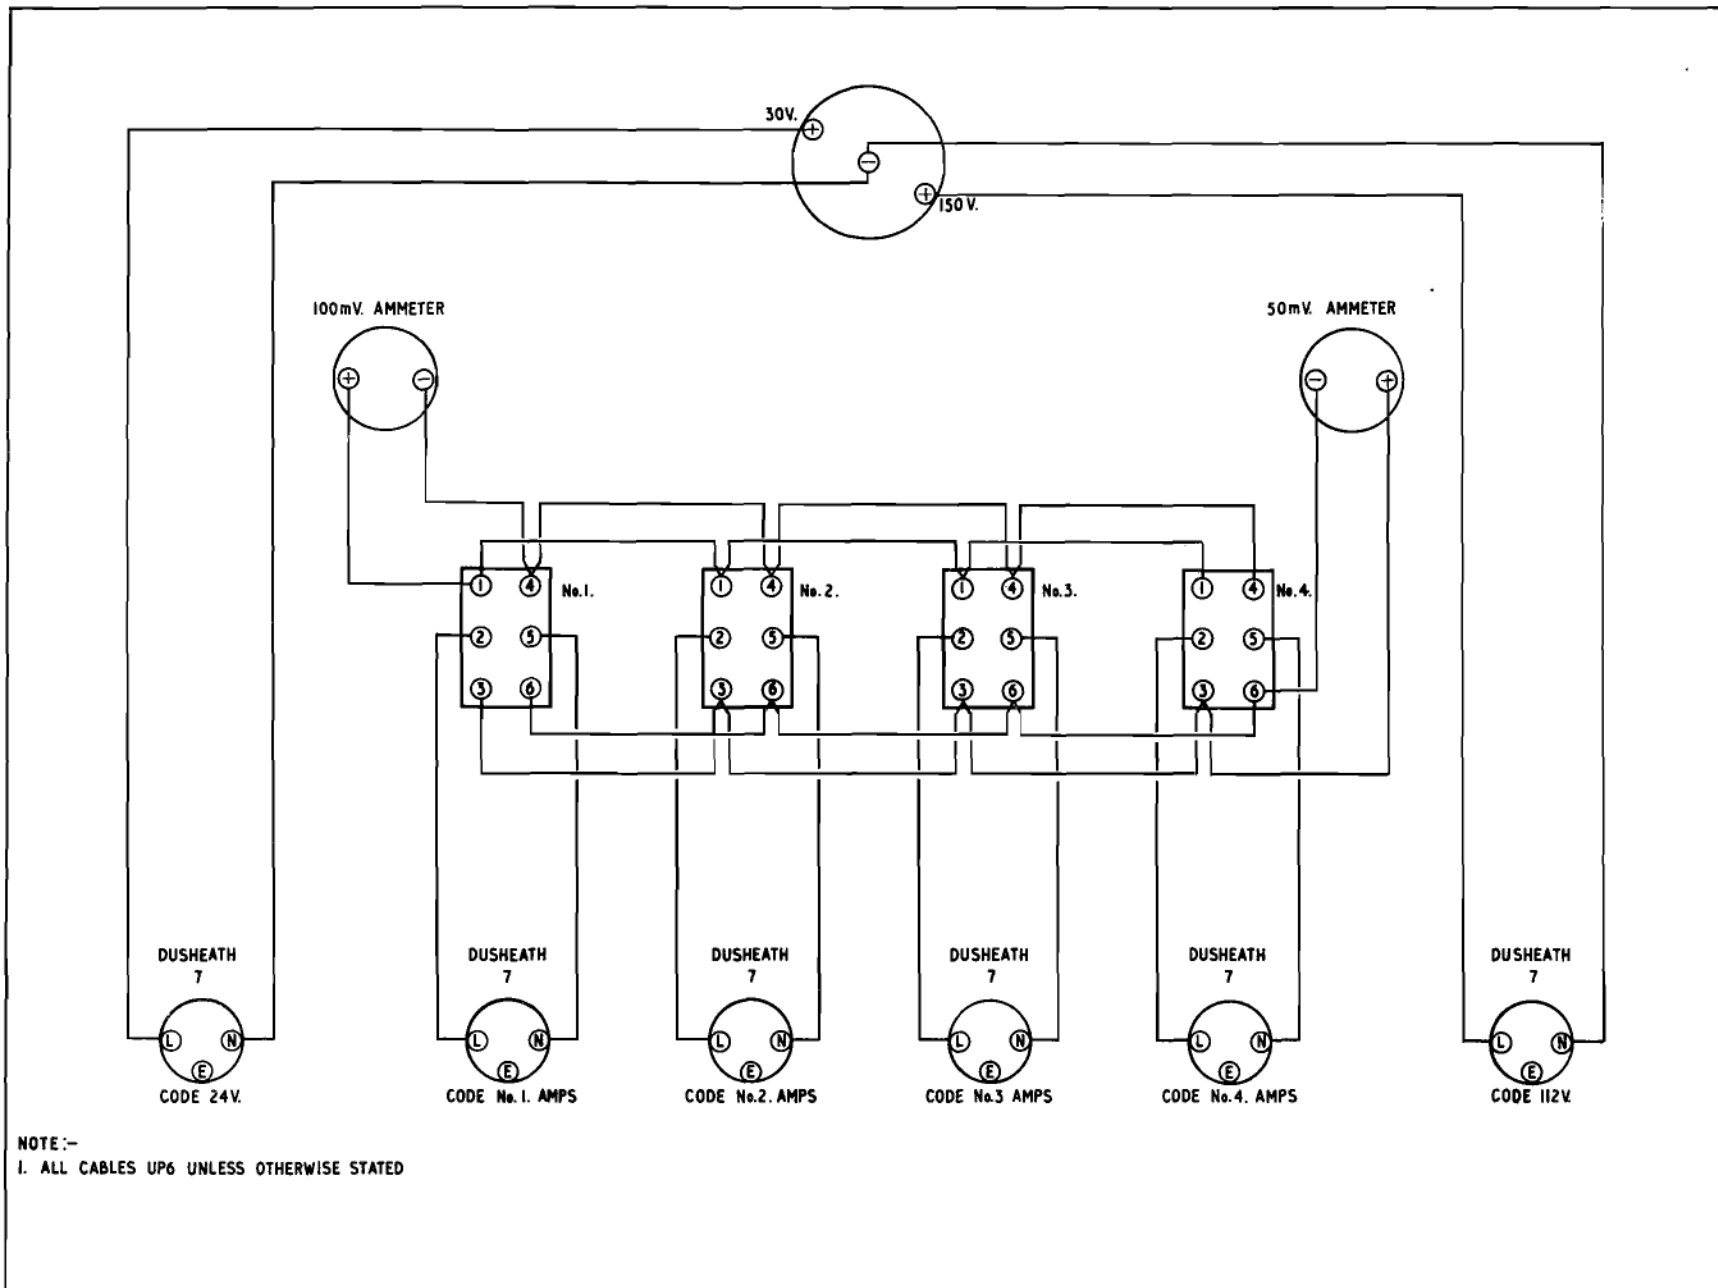 30V.
+
−
+
150V.
100mV. AMMETER
50mV. AMMETER
+ −
− +
1 4 No.1.
1 4 No.2.
1 4 No.3.
1 4 No.4.
2 5
2 5
2 5
2 5
3 6
3 6
3 6
3 6
DUSHEATH
7
DUSHEATH
7
DUSHEATH
7
DUSHEATH
7
DUSHEATH
7
DUSHEATH
7
L N
E
L N
E
L N
E
L N
E
L N
E
L N
E
CODE 24V.
CODE No.1. AMPS
CODE No.2. AMPS
CODE No.3 AMPS
CODE No.4. AMPS
CODE 112V.
NOTE:-
1. ALL CABLES UP6 UNLESS OTHERWISE STATED